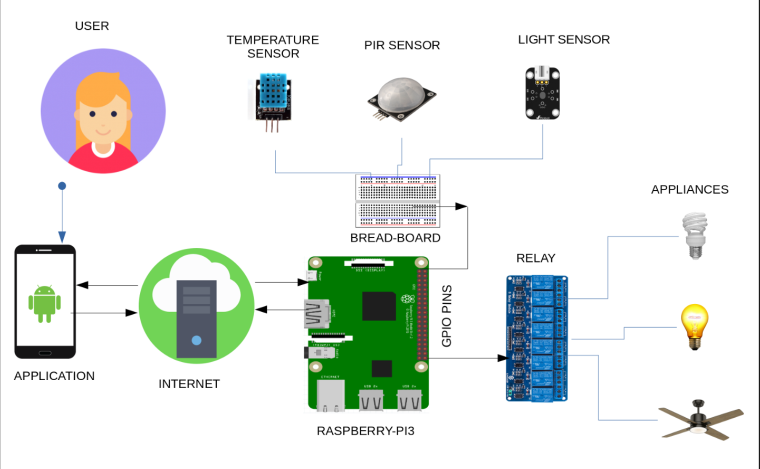 USER
TEMPERATURE
SENSOR
PIR SENSOR
LIGHT SENSOR
BREAD-BOARD
APPLIANCES
RELAY
GPIO PINS
APPLICATION
INTERNET
RASPBERRY-PI3